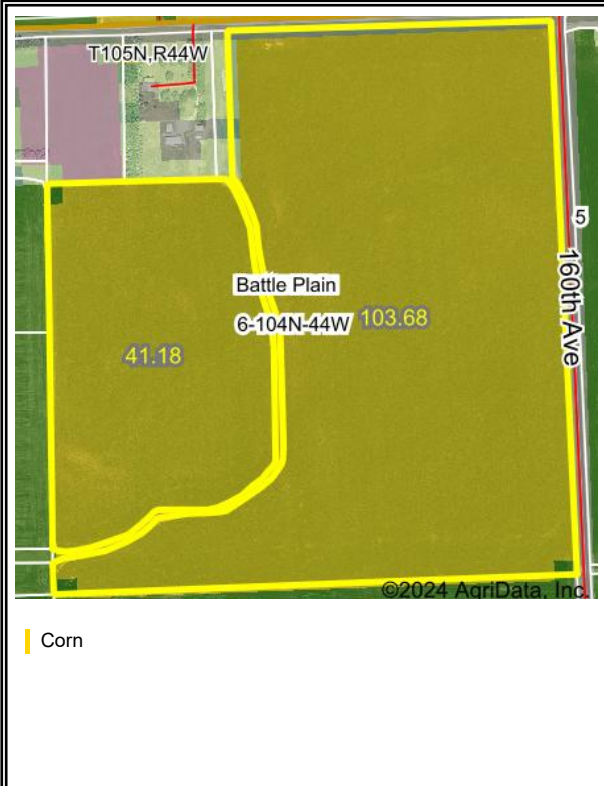 T105N,R44W
5
160th Ave
Battle Plain
6-104N-44W
103.68
41.18
©2024 AgriData, Inc.
Corn